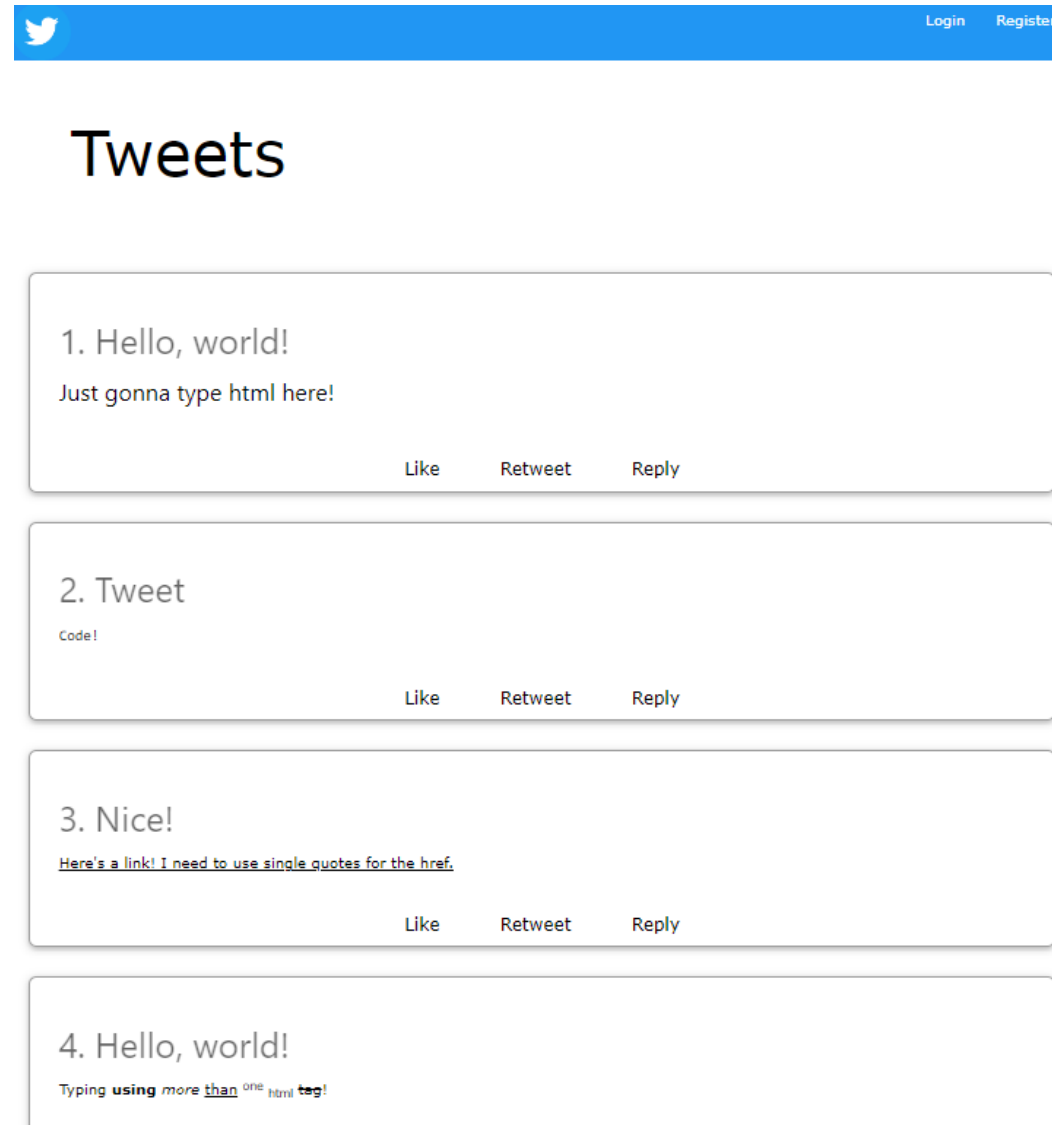 Login Register
Tweets
1. Hello, world!
Just gonna type html here!
Like Retweet Reply
2. Tweet
Code!
Like Retweet Reply
3. Nice!
Here's a link! I need to use single quotes for the href.
Like Retweet Reply
4. Hello, world!
Typing using more than one html tag!